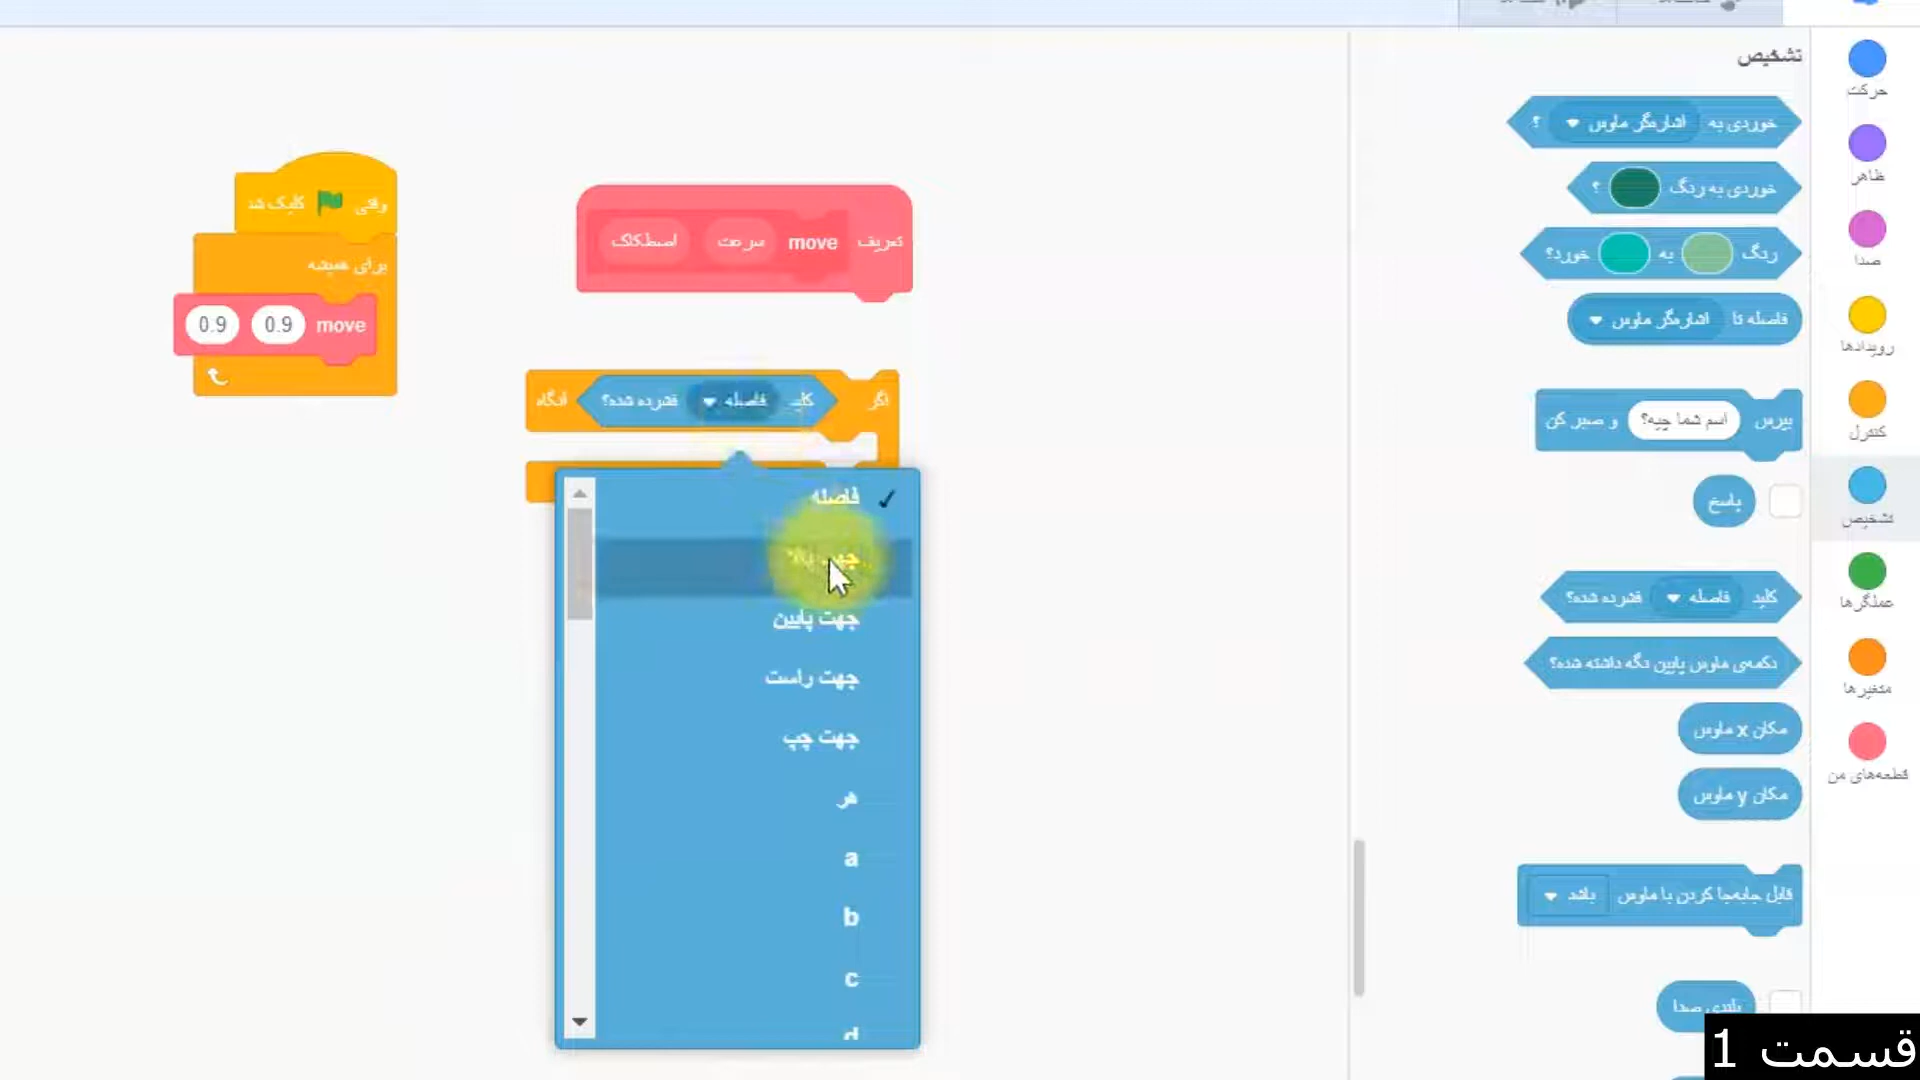 تشخیص
حرکت
ظاهر
صدا
رویدادها
کنترل
تشخیص
عملگرها
متغیرها
قطعه‌های من
خوردی به اشاره‌گر ماوس ؟
خوردی به رنگ ؟
رنگ به خورد؟
فاصله تا اشاره‌گر ماوس
بپرس اسم شما چیه؟ و صبر کن
پاسخ
کلید فاصله فشرده شده؟
دکمه‌ی ماوس پایین نگه داشته شده؟
مکان x ماوس
مکان y ماوس
قابل جابه‌جا کردن با ماوس باشد
بلندی صدا
تعریف move سرعت اصطکاک
وقتی کلیک شد
برای همیشه
move 0.9 0.9
اگر کلید فاصله فشرده شده؟ آنگاه
فاصله
جهت بالا
جهت پایین
جهت راست
جهت چپ
هر
a
b
c
d
قسمت 1